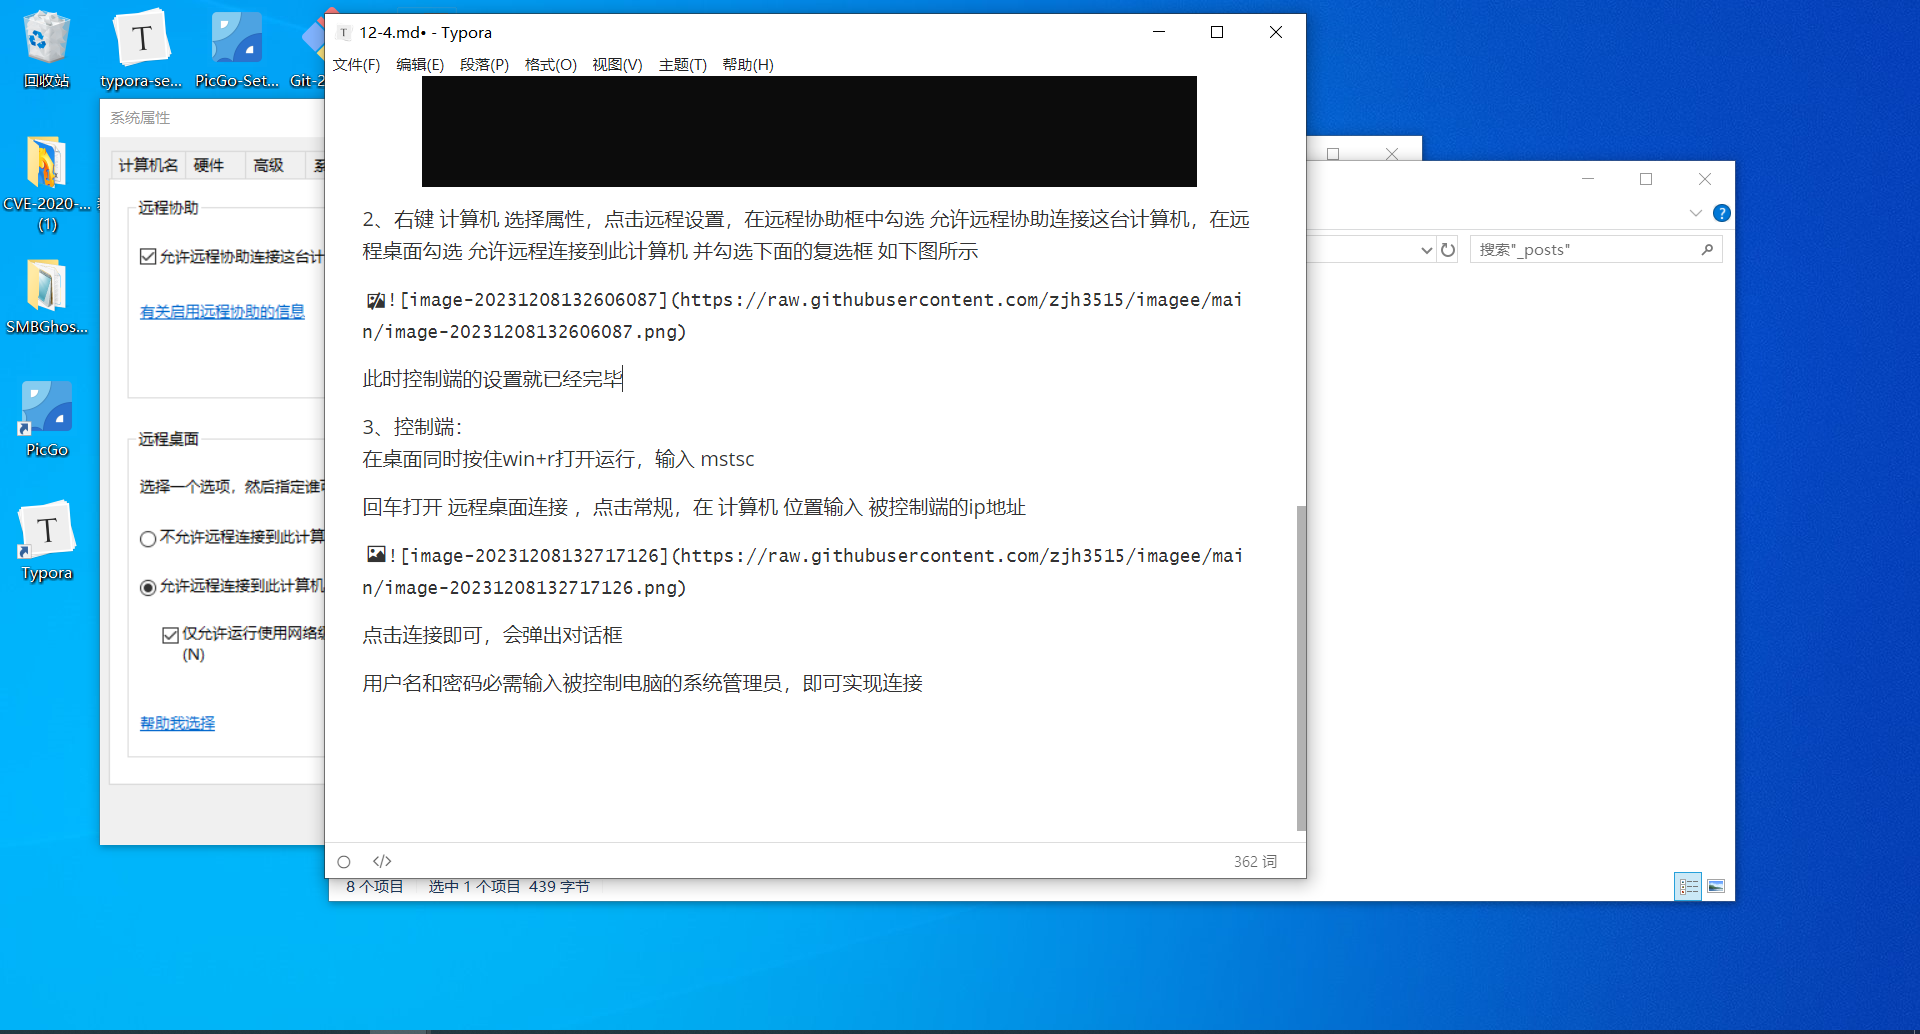 回收站
typora-se...
PicGo-Set...
Git-2
CVE-2020-...
(1)
SMBGhos...
PicGo
Typora
系统属性
计算机名
硬件
高级
远程协助
允许远程协助连接这台计
有关启用远程协助的信息
远程桌面
选择一个选项，然后指定谁可
不允许远程连接到此计算
允许远程连接到此计算机
仅允许运行使用网络级
(N)
帮助我选择
12-4.md• - Typora
文件(F) 编辑(E) 段落(P) 格式(O) 视图(V) 主题(T) 帮助(H)
2、右键 计算机 选择属性，点击远程设置，在远程协助框中勾选 允许远程协助连接这台计算机，在远
程桌面勾选 允许远程连接到此计算机 并勾选下面的复选框 如下图所示
![image-20231208132606087](https://raw.githubusercontent.com/zjh3515/imagee/mai
n/image-20231208132606087.png)
此时控制端的设置就已经完毕
3、控制端：
在桌面同时按住win+r打开运行，输入 mstsc
回车打开 远程桌面连接 ，点击常规，在 计算机 位置输入 被控制端的ip地址
![image-20231208132717126](https://raw.githubusercontent.com/zjh3515/imagee/mai
n/image-20231208132717126.png)
点击连接即可，会弹出对话框
用户名和密码必需输入被控制电脑的系统管理员，即可实现连接
</>
362 词
搜索"_posts"
8 个项目
选中 1 个项目 439 字节